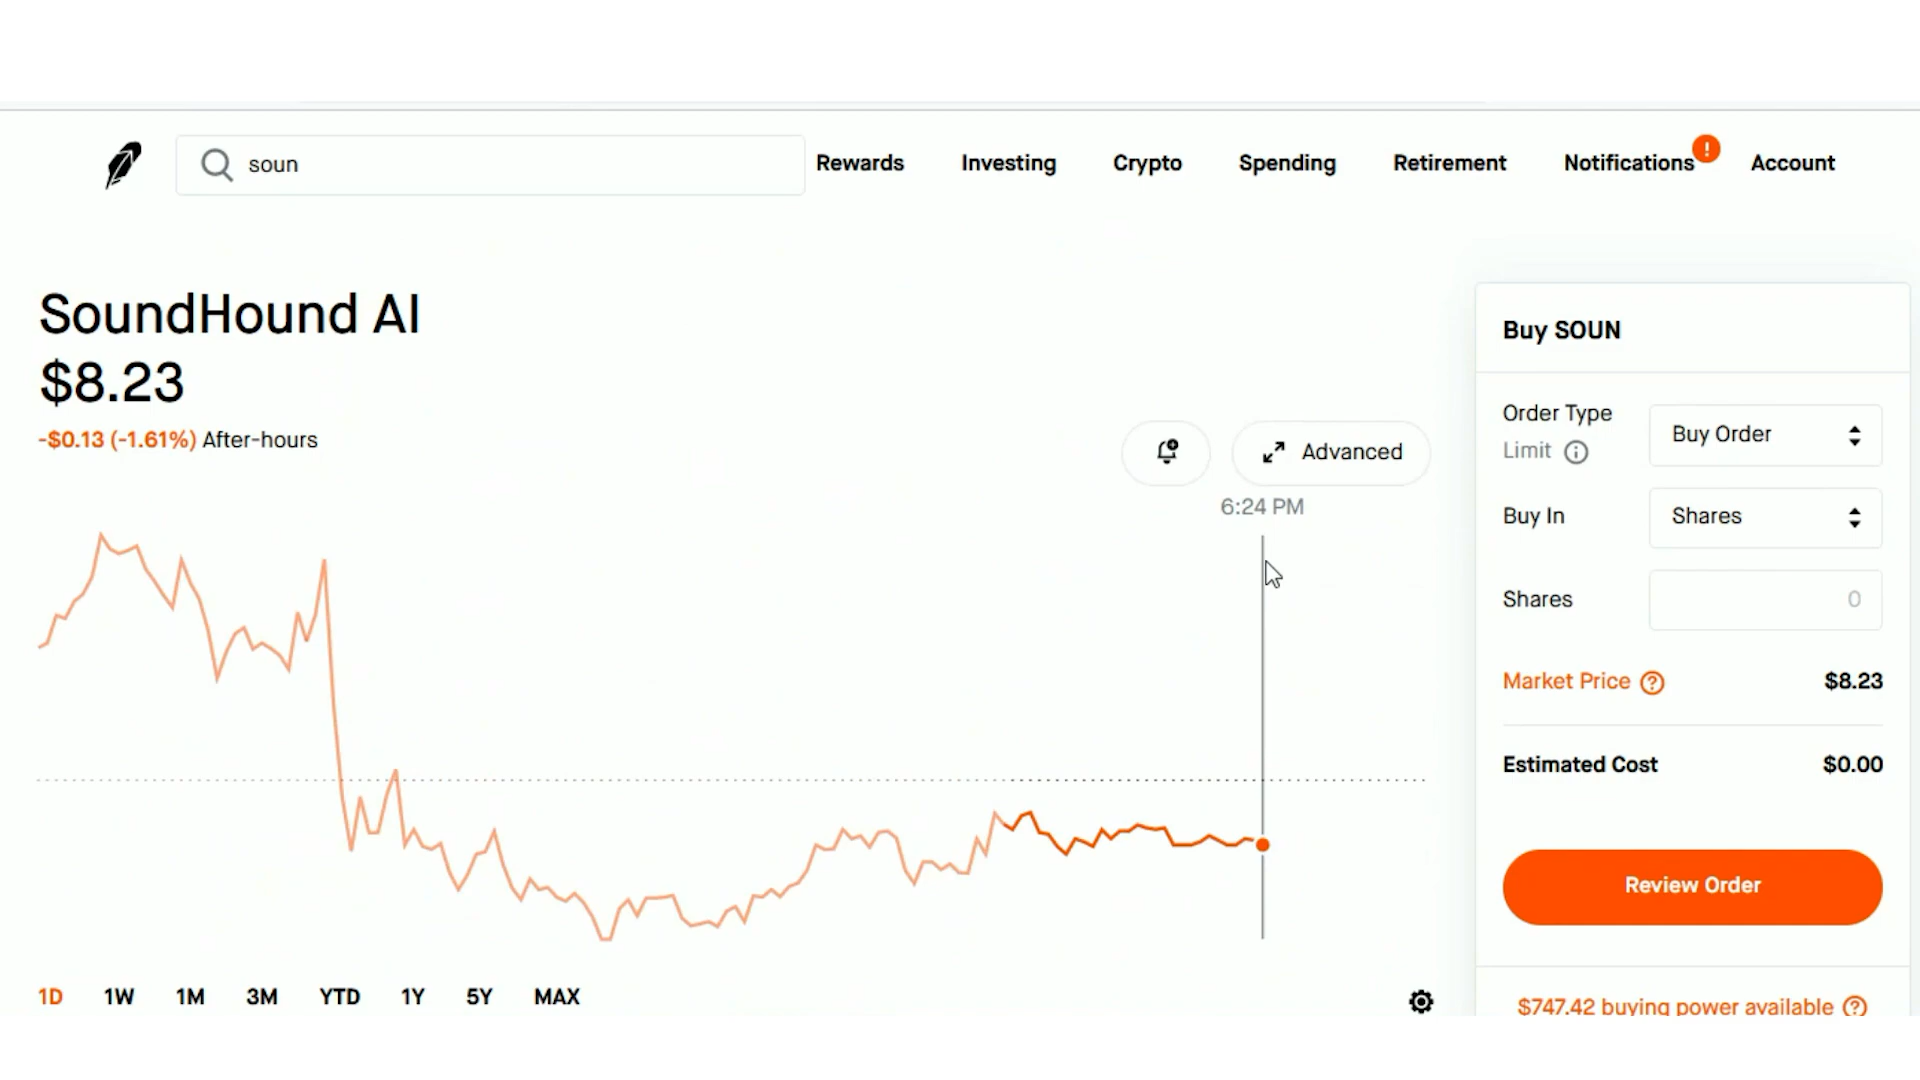 soun
Rewards
Investing
Crypto
Spending
Retirement
Notifications
!
Account
SoundHound AI
$8.23
-$0.13 (-1.61%) After-hours
Advanced
6:24 PM
1D
1W
1M
3M
YTD
1Y
5Y
MAX
Buy SOUN
Order Type
Limit
Buy Order
Buy In
Shares
Shares
0
Market Price ?
$8.23
Estimated Cost
$0.00
Review Order
$747.42 buying power available ?